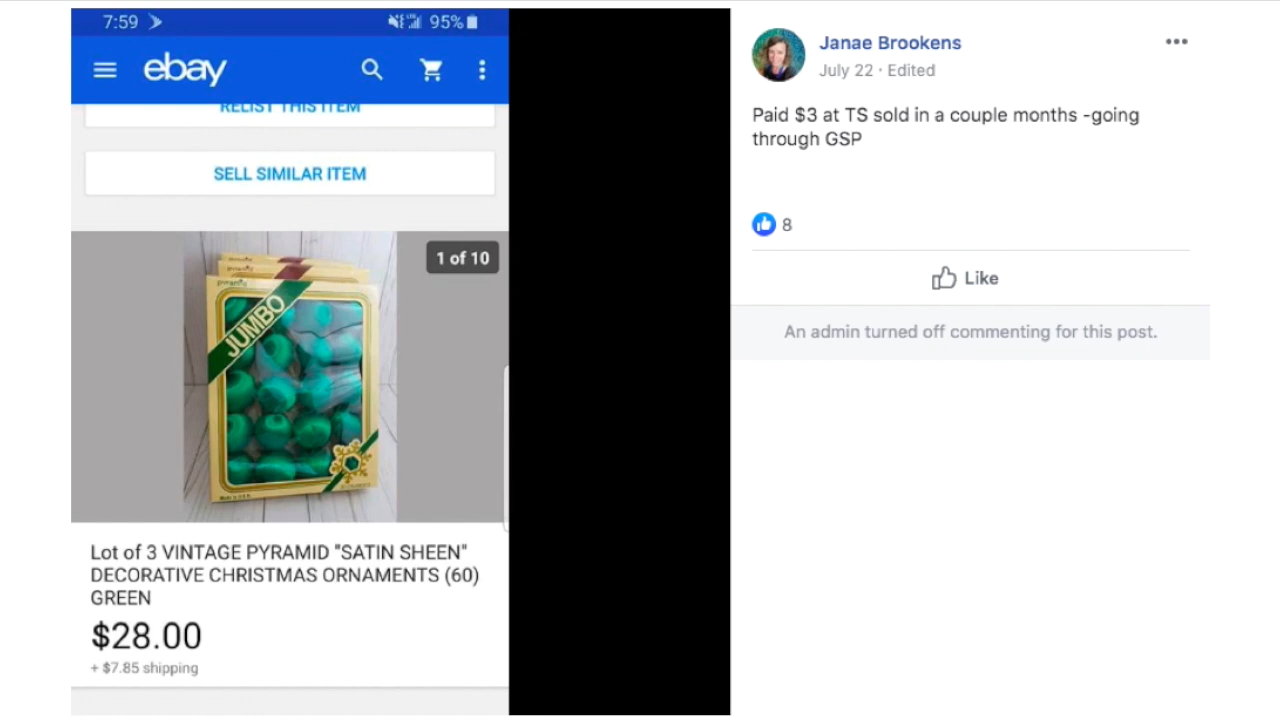 7:59
95%
ebay
RELIST THIS ITEM
SELL SIMILAR ITEM
1 of 10
JUMBO
Lot of 3 VINTAGE PYRAMID "SATIN SHEEN"
DECORATIVE CHRISTMAS ORNAMENTS (60)
GREEN
$28.00
+ $7.85 shipping
Janae Brookens
July 22 · Edited
Paid $3 at TS sold in a couple months -going
through GSP
8
Like
An admin turned off commenting for this post.